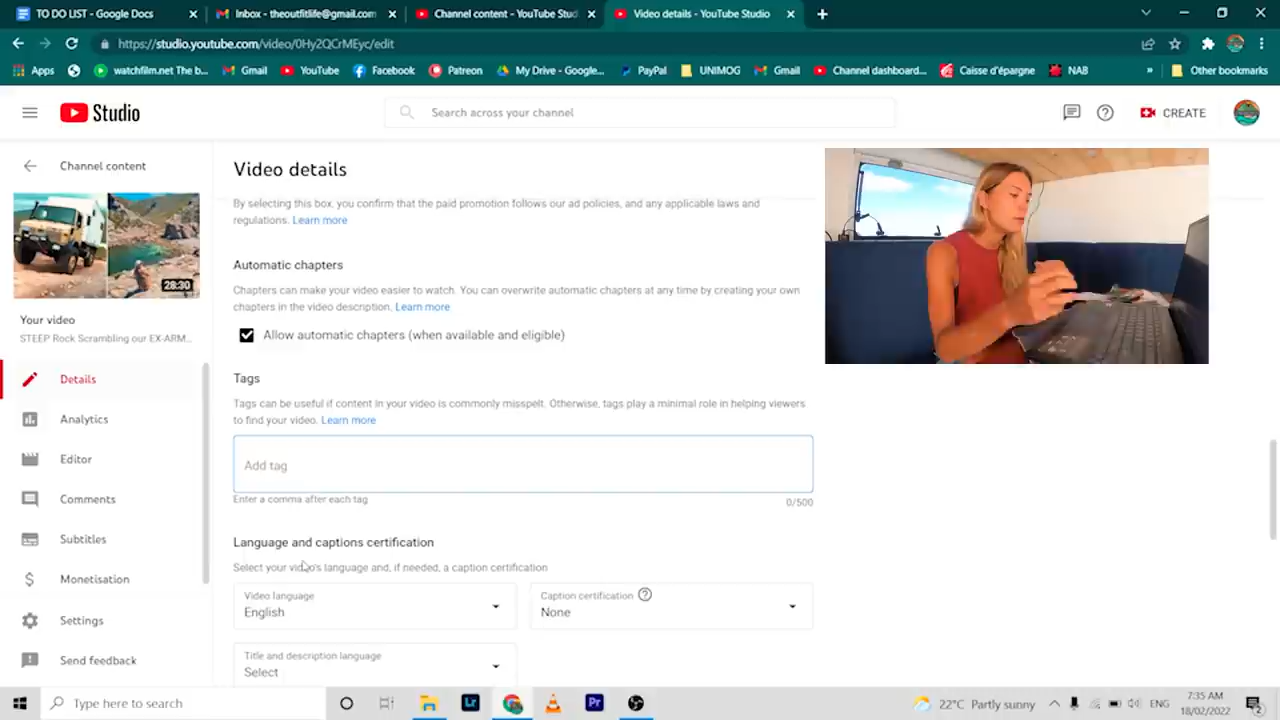 TO DO LIST - Google Docs
Inbox - theoutfitlife@gmail.com
Channel content - YouTube Stud
Video details - YouTube Studio
https://studio.youtube.com/video/0Hy2QCrMEyc/edit
Apps
watchfilm.net The b...
Gmail
YouTube
Facebook
Patreon
My Drive - Google...
PayPal
UNIMOG
Gmail
Channel dashboard...
Caisse d'épargne
NAB
»
Other bookmarks
Studio
Search across your channel
CREATE
Channel content
Video details
28:30
Your video
STEEP Rock Scrambling our EX-ARM...
Details
Analytics
Editor
Comments
Subtitles
Monetisation
Settings
Send feedback
By selecting this box, you confirm that the paid promotion follows our ad policies, and any applicable laws and
regulations. Learn more
Automatic chapters
Chapters can make your video easier to watch. You can overwrite automatic chapters at any time by creating your own
chapters in the video description. Learn more
Allow automatic chapters (when available and eligible)
Tags
Tags can be useful if content in your video is commonly misspelt. Otherwise, tags play a minimal role in helping viewers
to find your video. Learn more
Add tag
Enter a comma after each tag
0/500
Language and captions certification
Select your video's language and, if needed, a caption certification
Video language
English
Caption certification
None
Title and description language
Select
Type here to search
Lr
Pr
22°C Partly sunny
ENG
7:35 AM
18/02/2022
2